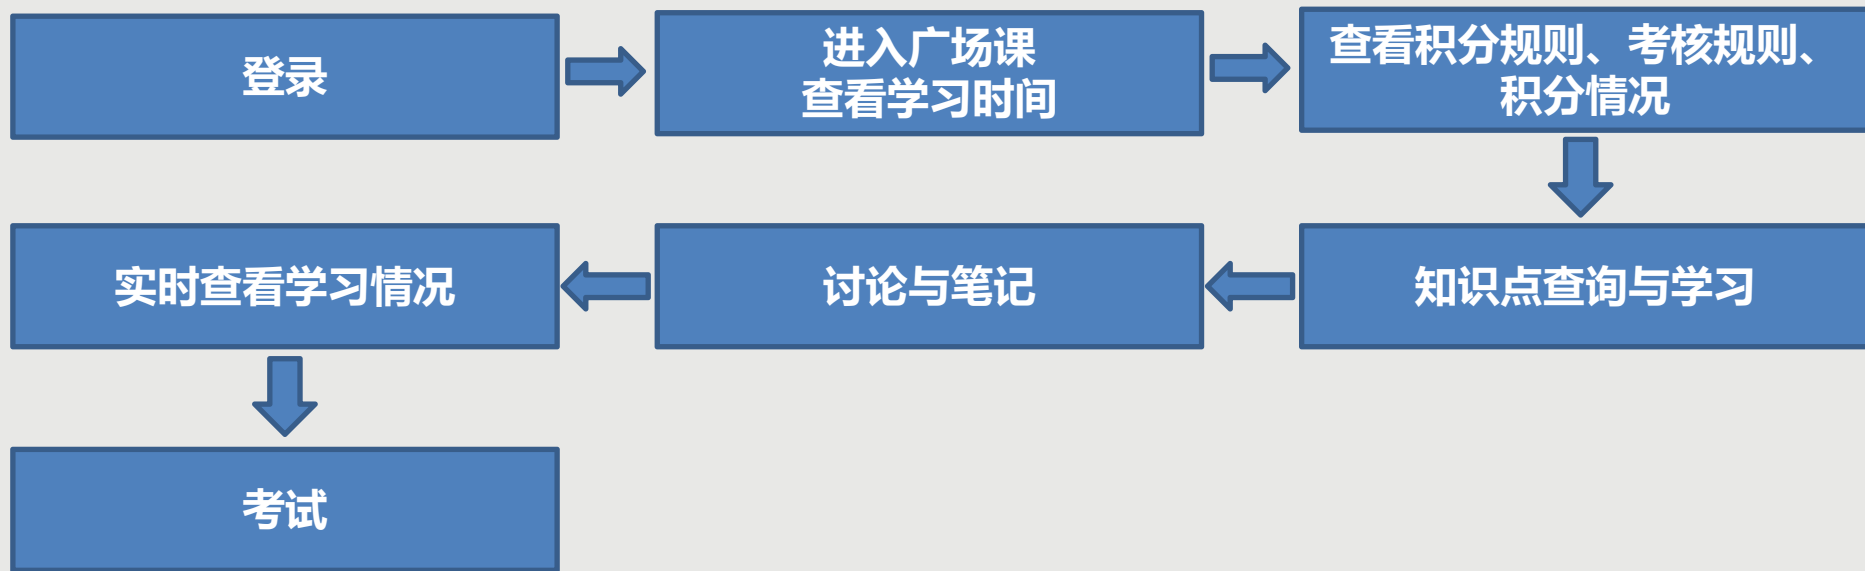 登录
进入广场课
查看学习时间
查看积分规则、考核规则、
积分情况
知识点查询与学习
讨论与笔记
实时查看学习情况
考试